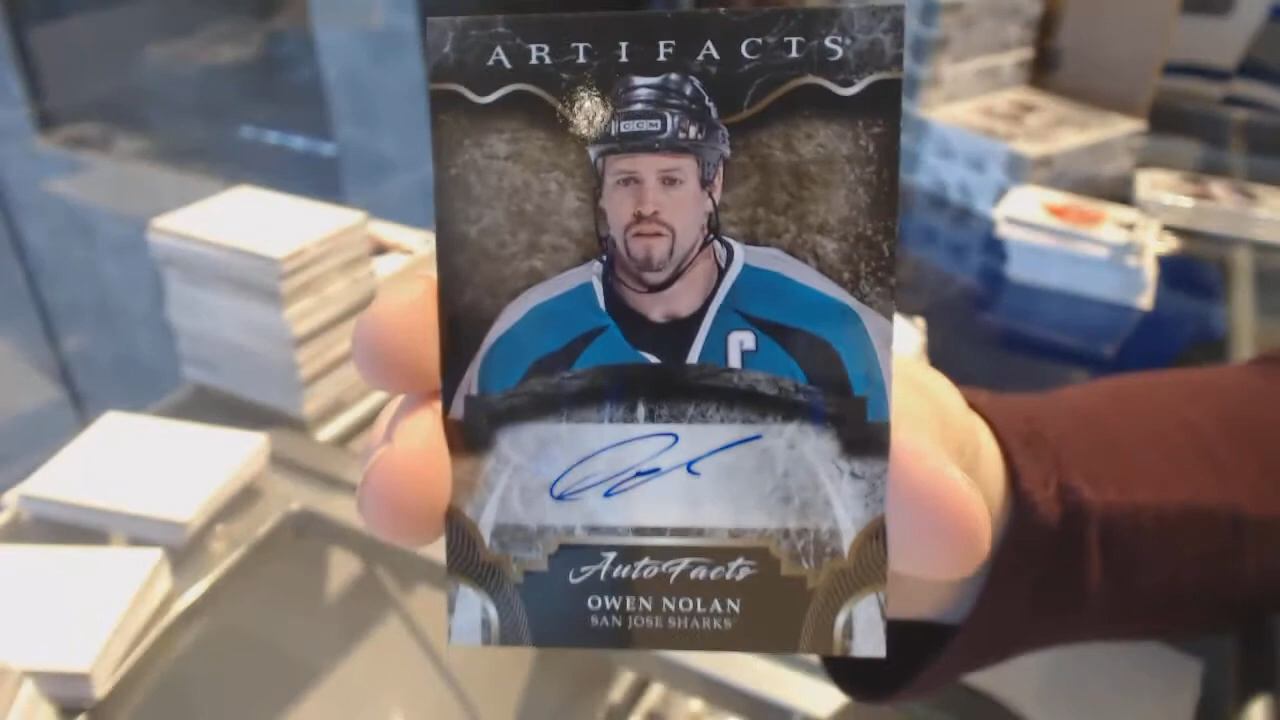 ARTIFACTS
CCM
C
AutoFacts
OWEN NOLAN
SAN JOSE SHARKS